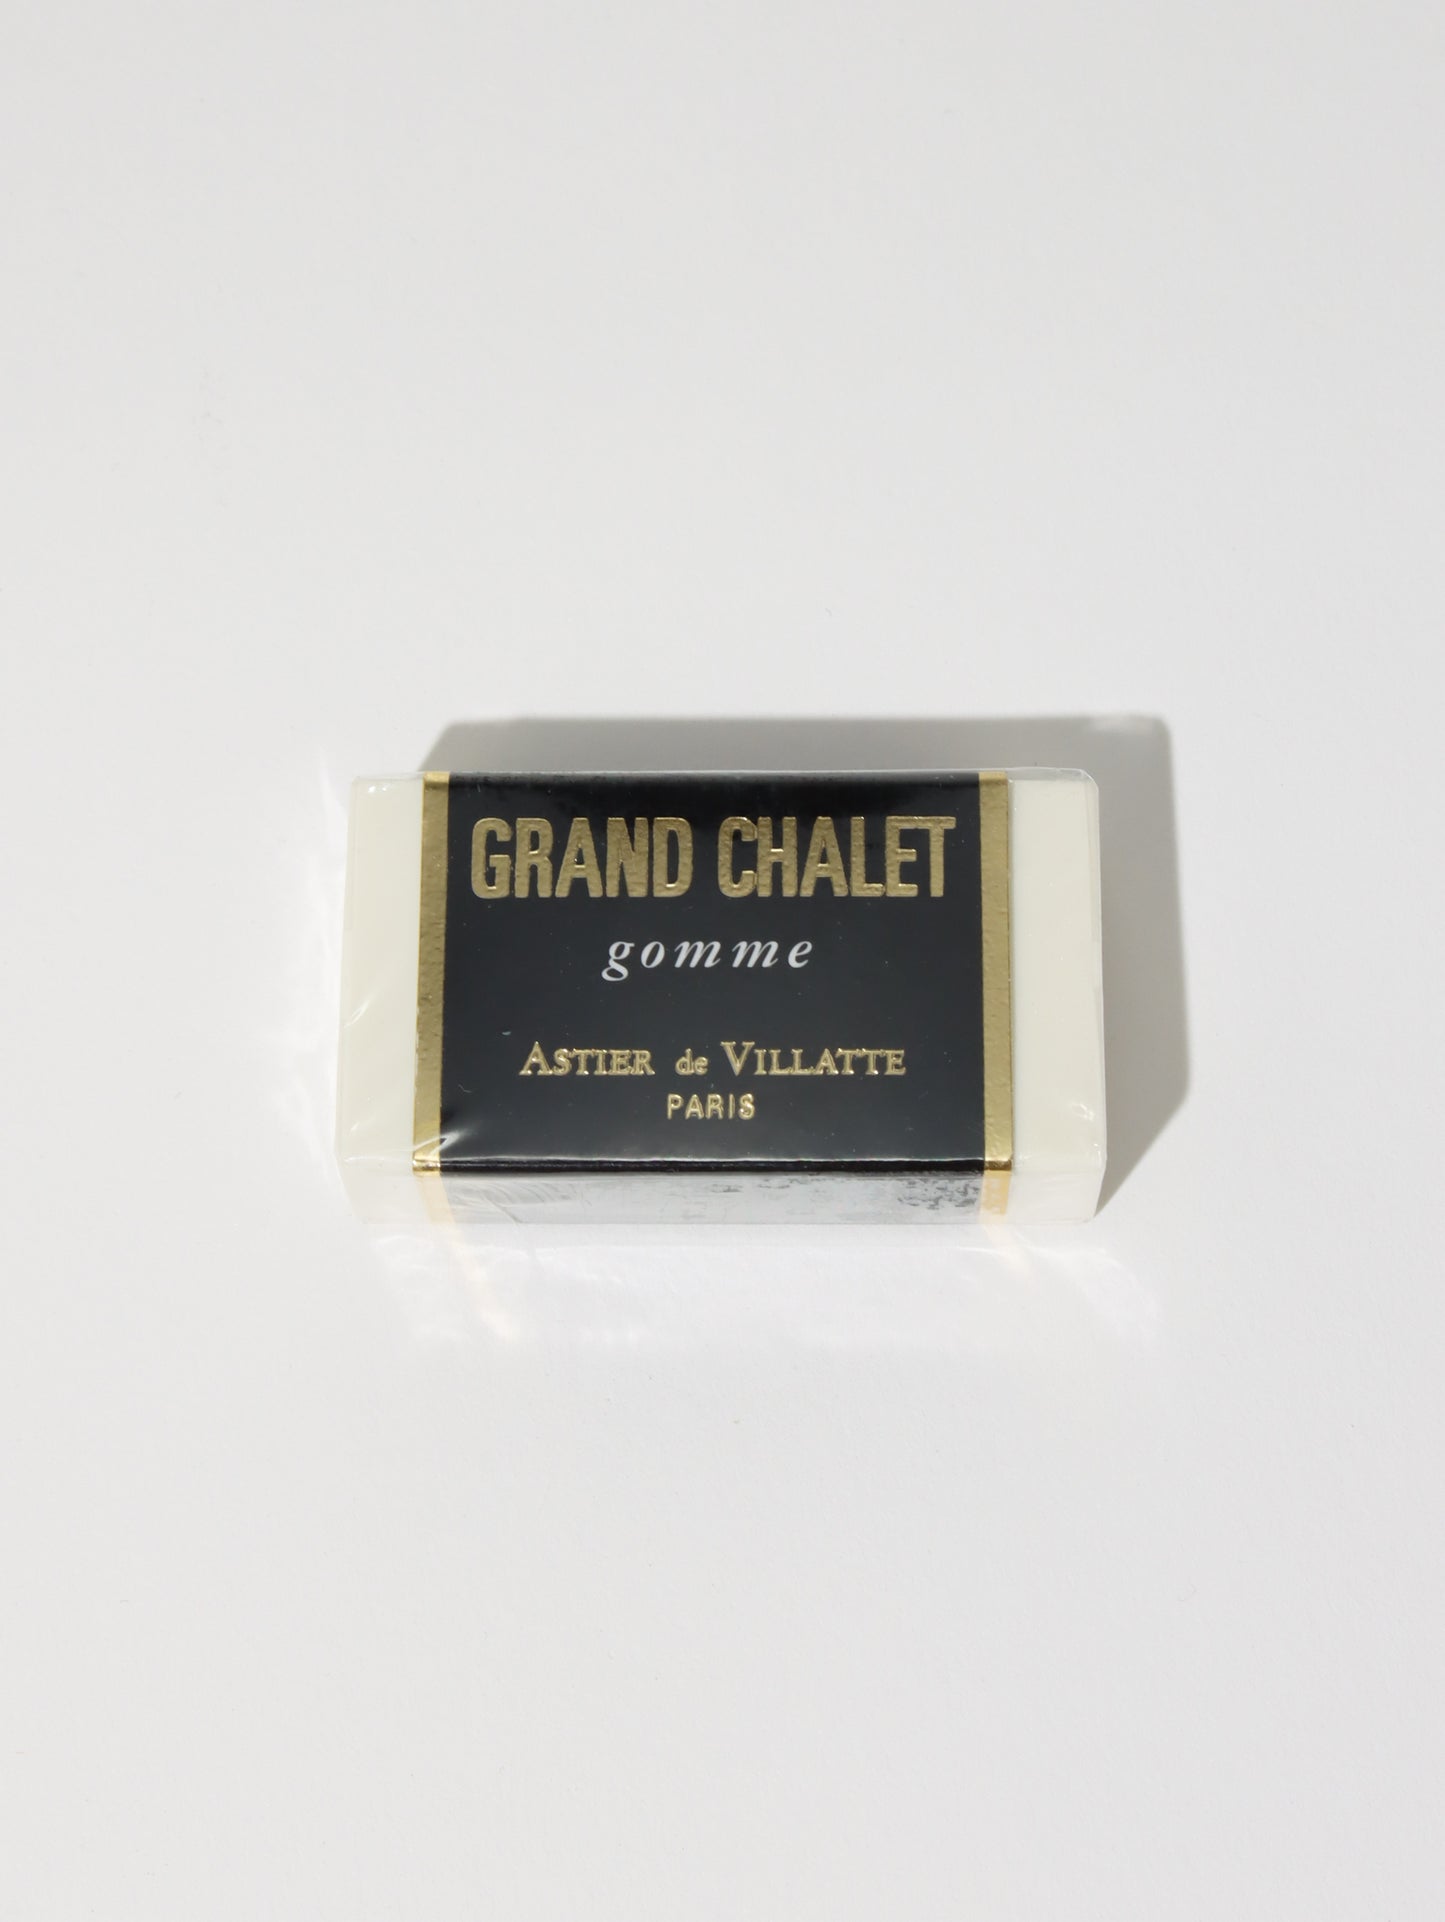 GRAND CHALET
gomme
ASTIER de VILLATTE
PARIS